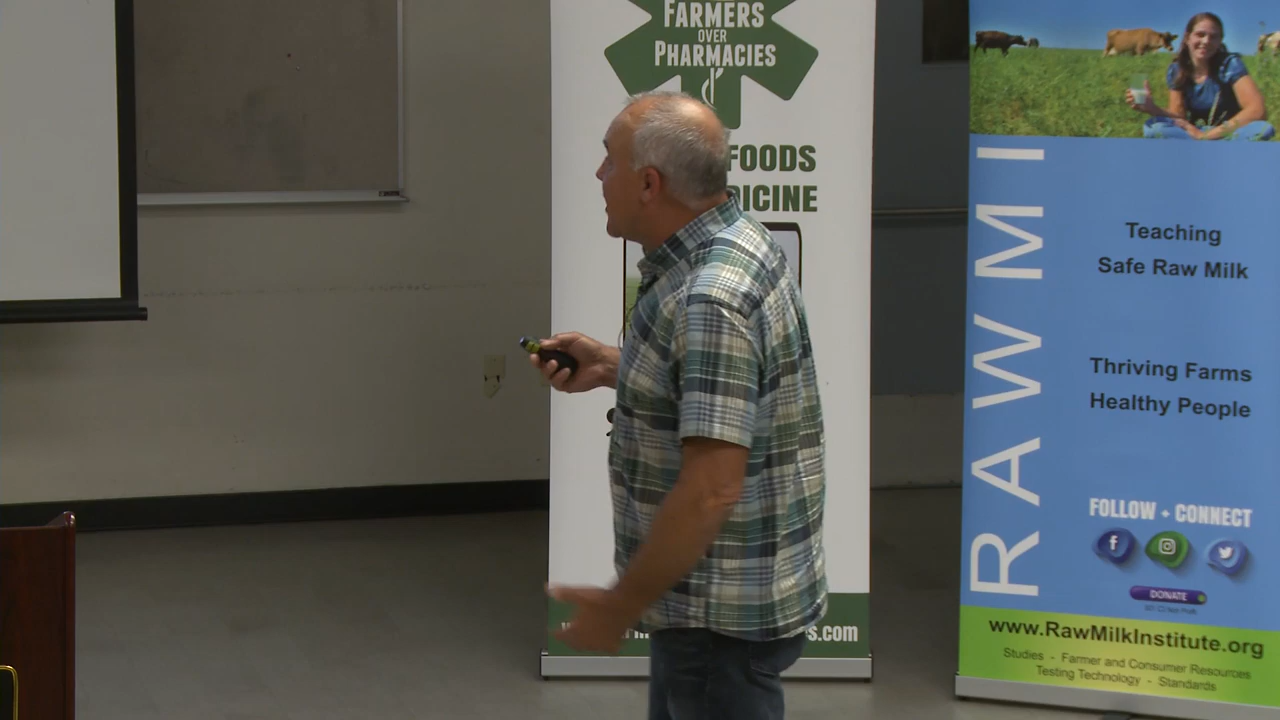 FARMERS
OVER
PHARMACIES
FOODS
DICINE
s.com
RAWMI
Teaching
Safe Raw Milk
Thriving Farms
Healthy People
FOLLOW + CONNECT
DONATE
www.RawMilkInstitute.org
Studies - Farmer and Consumer Resources
Testing Technology - Standards